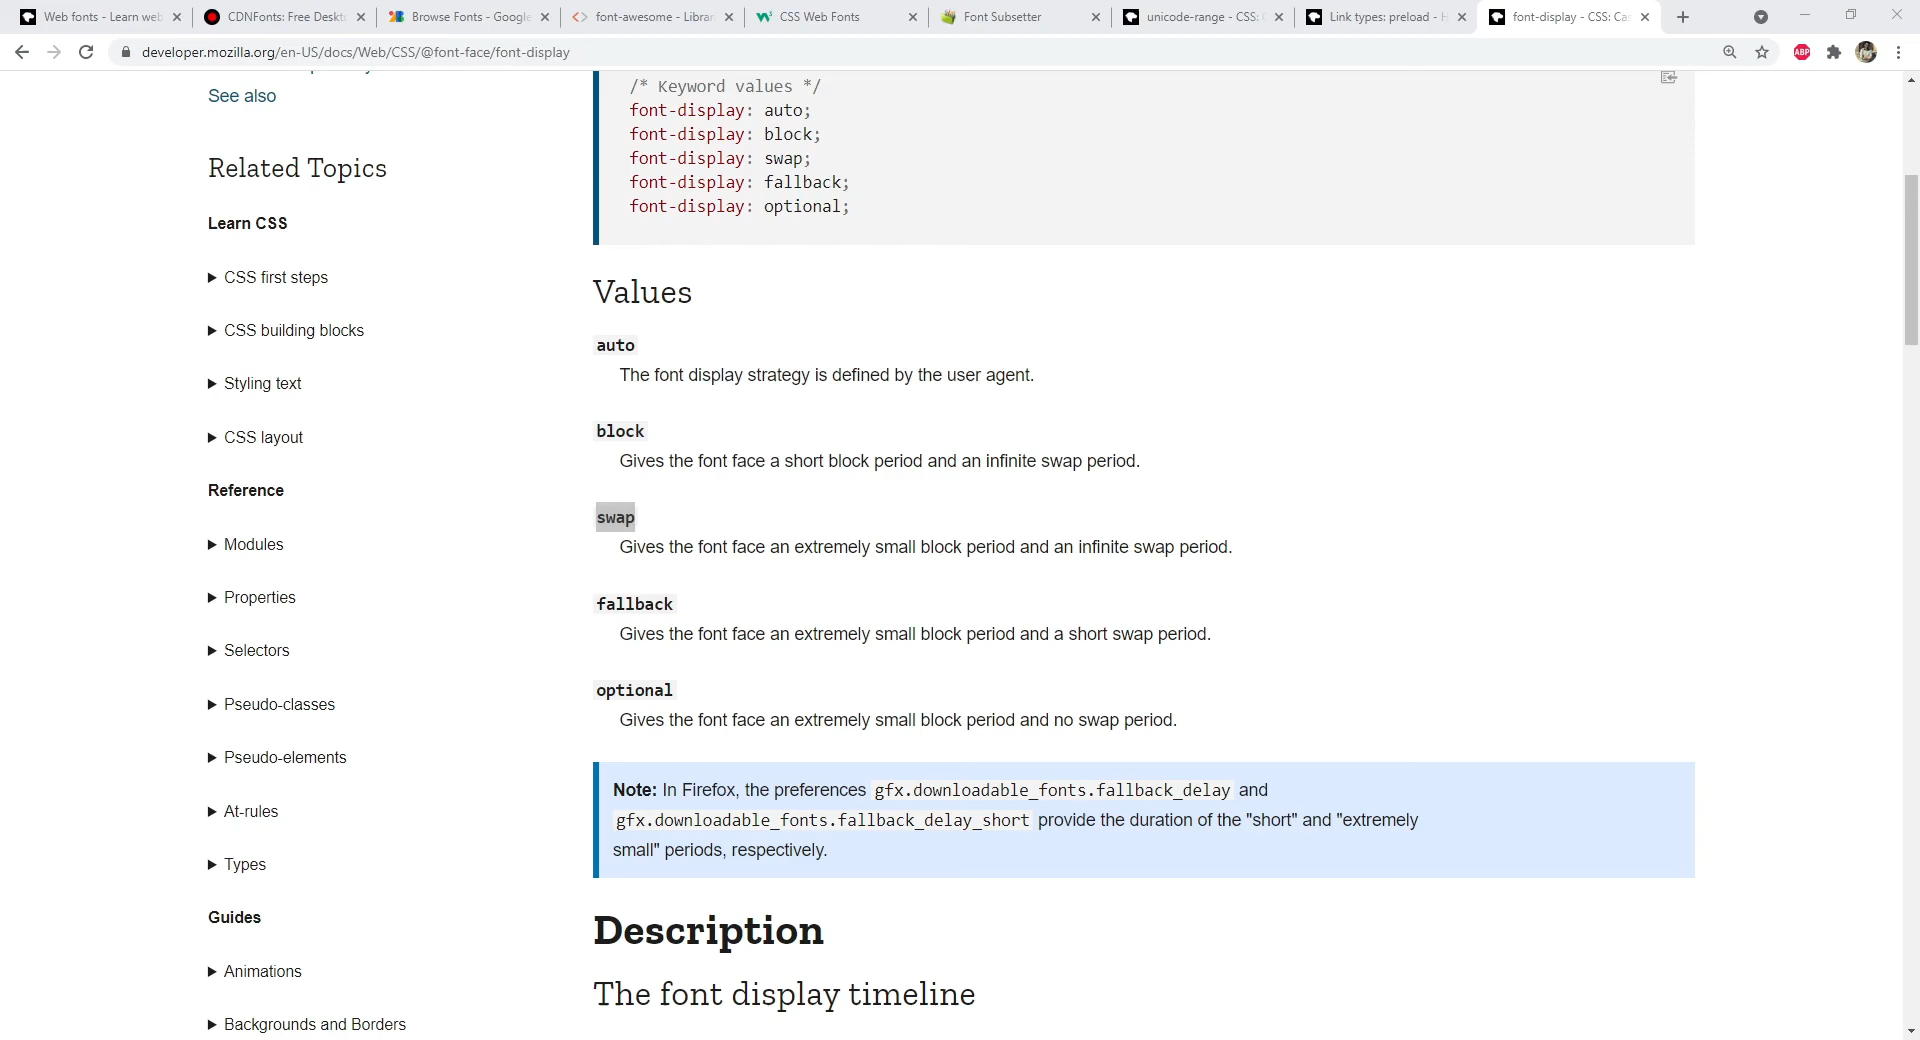 Web fonts - Learn web
CDNFonts: Free Deskt
Browse Fonts - Google
font-awesome - Librar
CSS Web Fonts
Font Subsetter
unicode-range - CSS:
Link types: preload - H
font-display - CSS: Cas
developer.mozilla.org/en-US/docs/Web/CSS/@font-face/font-display
ABP
See also
Related Topics
Learn CSS
CSS first steps
CSS building blocks
Styling text
CSS layout
Reference
Modules
Properties
Selectors
Pseudo-classes
Pseudo-elements
At-rules
Types
Guides
Animations
Backgrounds and Borders
/* Keyword values */
font-display: auto;
font-display: block;
font-display: swap;
font-display: fallback;
font-display: optional;
Values
auto
The font display strategy is defined by the user agent.
block
Gives the font face a short block period and an infinite swap period.
swap
Gives the font face an extremely small block period and an infinite swap period.
fallback
Gives the font face an extremely small block period and a short swap period.
optional
Gives the font face an extremely small block period and no swap period.
Note: In Firefox, the preferences gfx.downloadable_fonts.fallback_delay and
gfx.downloadable_fonts.fallback_delay_short provide the duration of the "short" and "extremely
small" periods, respectively.
Description
The font display timeline